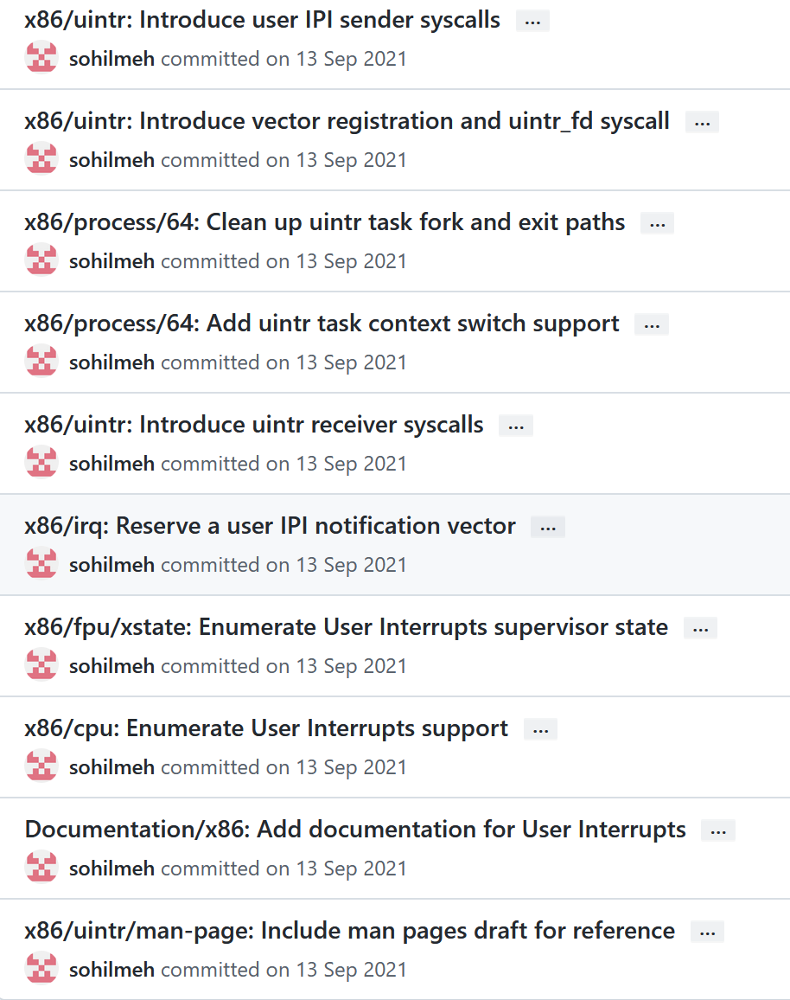 x86/uintr: Introduce user IPI sender syscalls ...
sohilmeh committed on 13 Sep 2021
x86/uintr: Introduce vector registration and uintr_fd syscall ...
sohilmeh committed on 13 Sep 2021
x86/process/64: Clean up uintr task fork and exit paths ...
sohilmeh committed on 13 Sep 2021
x86/process/64: Add uintr task context switch support ...
sohilmeh committed on 13 Sep 2021
x86/uintr: Introduce uintr receiver syscalls ...
sohilmeh committed on 13 Sep 2021
x86/irq: Reserve a user IPI notification vector ...
sohilmeh committed on 13 Sep 2021
x86/fpu/xstate: Enumerate User Interrupts supervisor state ...
sohilmeh committed on 13 Sep 2021
x86/cpu: Enumerate User Interrupts support ...
sohilmeh committed on 13 Sep 2021
Documentation/x86: Add documentation for User Interrupts ...
sohilmeh committed on 13 Sep 2021
x86/uintr/man-page: Include man pages draft for reference ...
sohilmeh committed on 13 Sep 2021